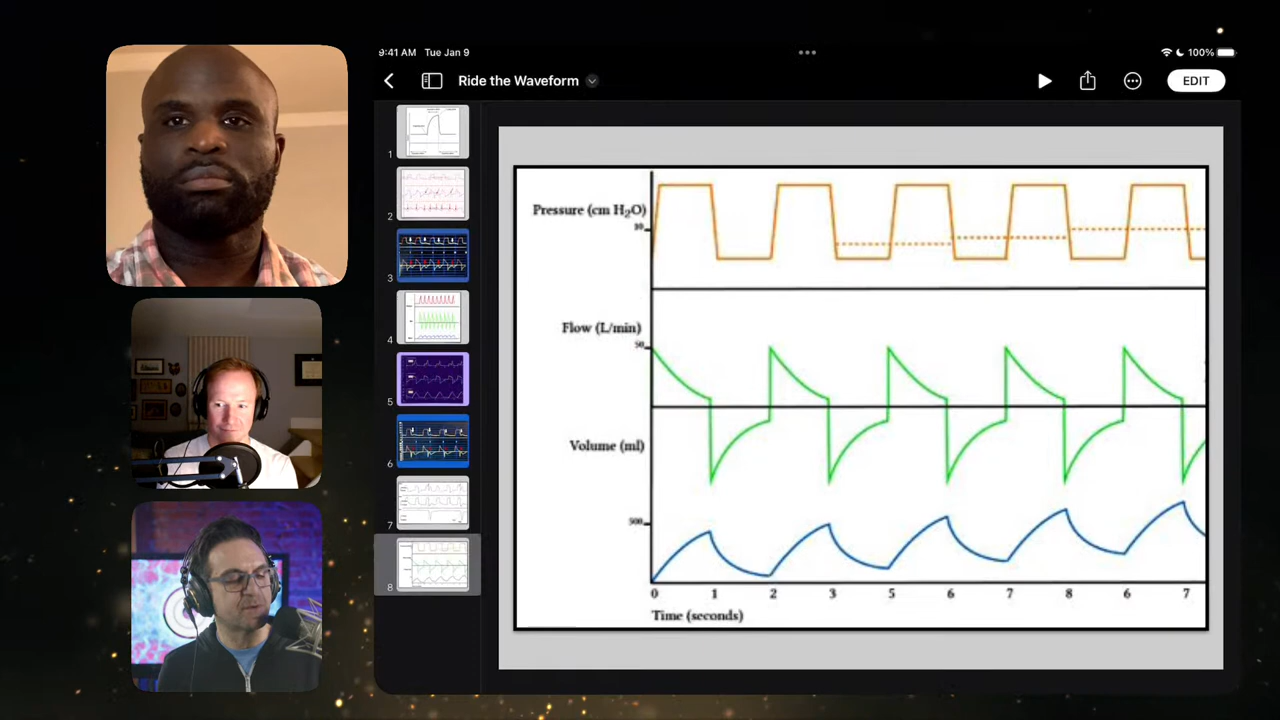 9:41 AM Tue Jan 9
100%
Ride the Waveform
EDIT
1
2
3
4
5
6
7
8
Pressure (cm H₂O)
Flow (L/min)
50
Volume (ml)
500
0 1 2 3 5 6 7 8 6 7
Time (seconds)